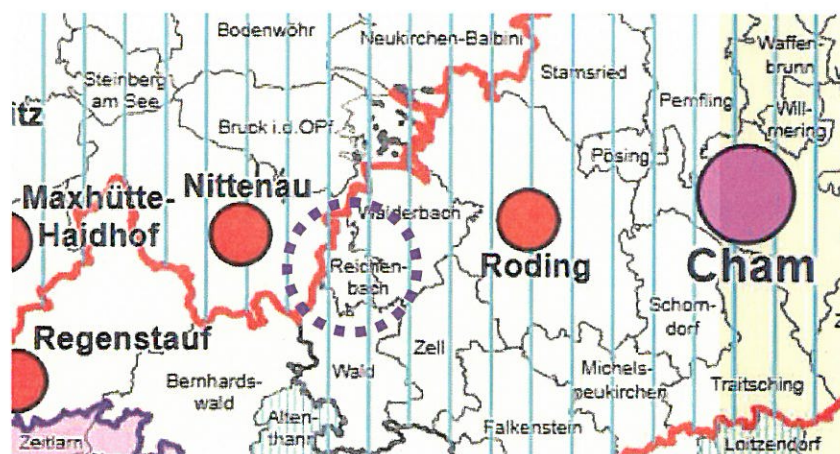 Bodenwöhr
Neukirchen-Balbini
Waffen-
brunn
Steinberg
am See
Stamsried
Pemfling
Will-
mering
itz
Bruck i.d.OPf.
Pösing
Maxhütte-
Haidhof
Nittenau
Walderbach
Roding
Cham
Reichen-
bach
Schorn-
dorf
Regenstauf
Zell
Bernhards-
wald
Wald
Michels-
neukirchen
Traitsching
Alten-
thann
Falkenstein
Zeitlarn
Loitzendorf